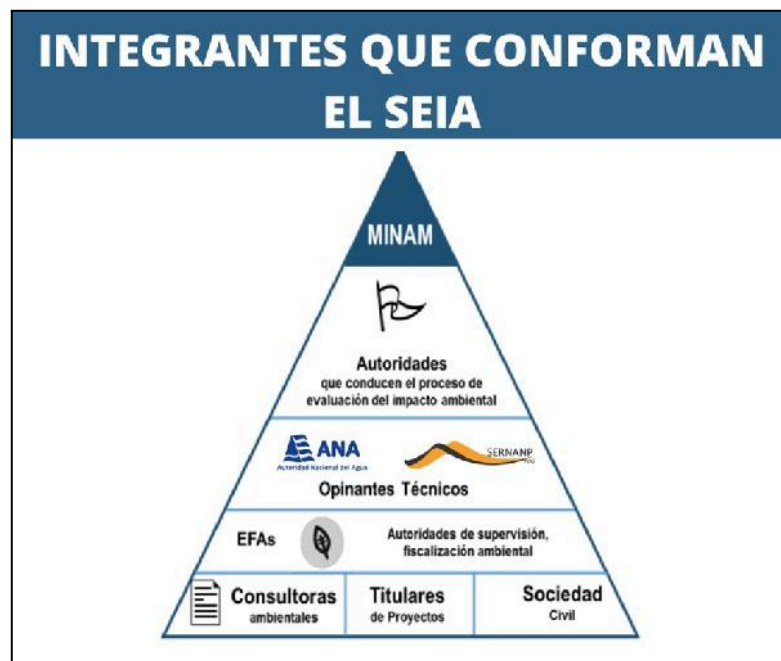 INTEGRANTES QUE CONFORMAN
EL SEIA
MINAM
Autoridades
que conducen el proceso de
evaluación del impacto ambiental
ANA
Autoridad Nacional del Agua
SERNANP
Opinantes Técnicos
EFAs
Autoridades de supervisión,
fiscalización ambiental
Consultoras
ambientales
Titulares
de Proyectos
Sociedad
Civil